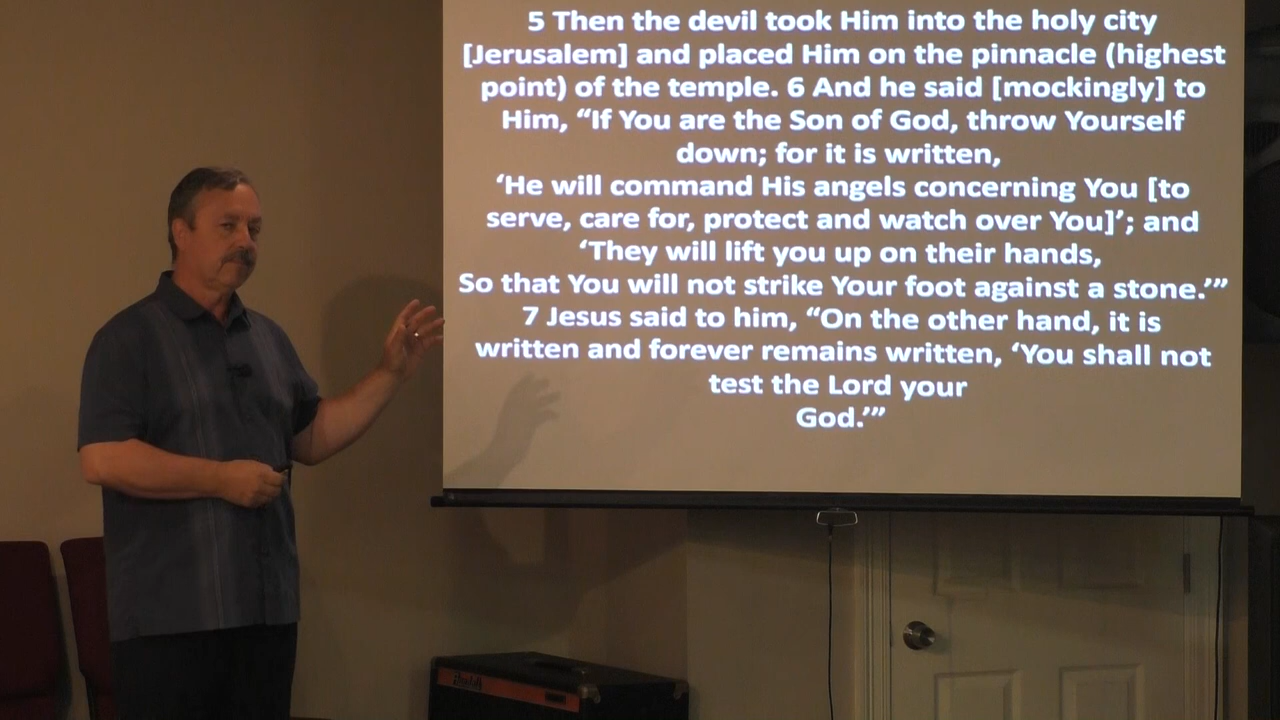 5 Then the devil took Him into the holy city
[Jerusalem] and placed Him on the pinnacle (highest
point) of the temple. 6 And he said [mockingly] to
Him, “If You are the Son of God, throw Yourself
down; for it is written,
‘He will command His angels concerning You [to
serve, care for, protect and watch over You]’; and
‘They will lift you up on their hands,
So that You will not strike Your foot against a stone.’”
7 Jesus said to him, “On the other hand, it is
written and forever remains written, ‘You shall not
test the Lord your
God.’”